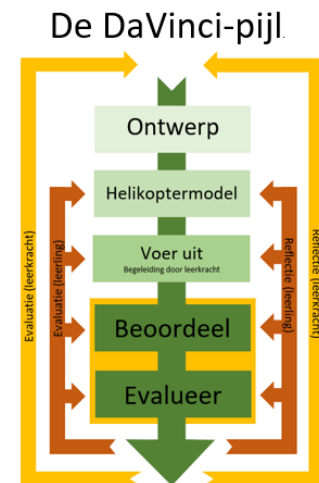 De DaVinci-pijl.
Ontwerp
Helikoptermodel
Voer uit
Begeleiding door leerkracht
Beoordeel
Evalueer
Evaluatie (leerkracht)
Evaluatie (leerling)
Reflectie (leerling)
Reflectie (leerkracht)